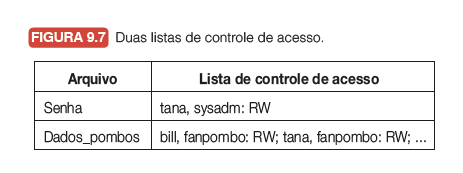 FIGURA 9.7 Duas listas de controle de acesso.
Arquivo Lista de controle de acesso
Senha tana, sysadm: RW
Dados_pombos bill, fanpombo: RW; tana, fanpombo: RW; ...